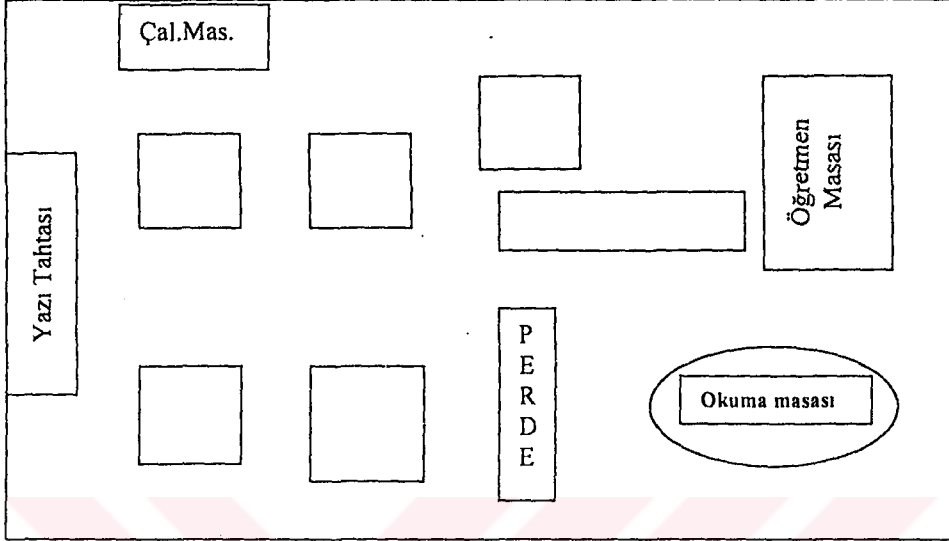 Çal.Mas.
Yazı Tahtası
Öğretmen
Masası
P
E
R
D
E
Okuma masası